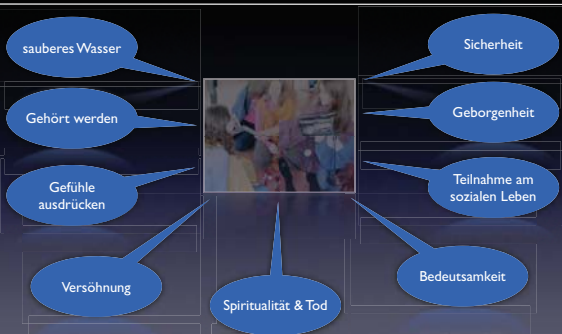 sauberes Wasser
Gehört werden
Gefühle
ausdrücken
Versöhnung
Spiritualität & Tod
Sicherheit
Geborgenheit
Teilnahme am
sozialen Leben
Bedeutsamkeit